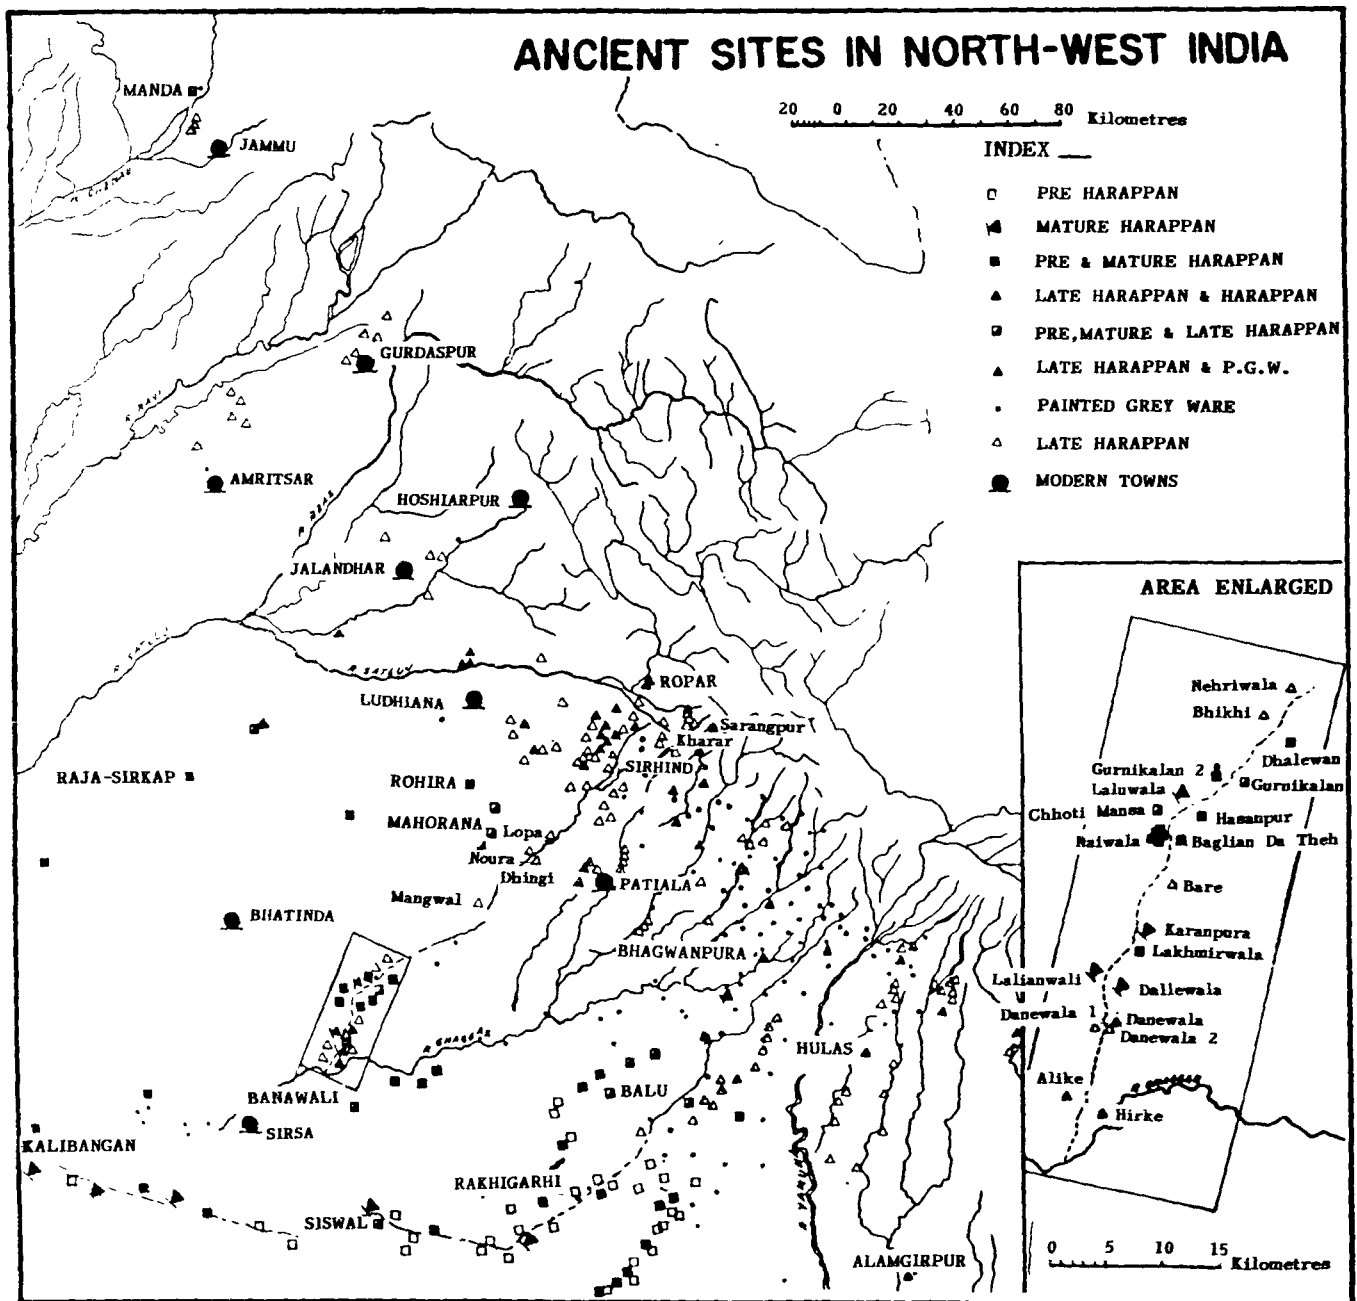 ANCIENT SITES IN NORTH-WEST INDIA
20 0 20 40 60 80 Kilometres
INDEX
PRE HARAPPAN
MATURE HARAPPAN
PRE & MATURE HARAPPAN
LATE HARAPPAN & HARAPPAN
PRE, MATURE & LATE HARAPPAN
LATE HARAPPAN & P.G.W.
PAINTED GREY WARE
LATE HARAPPAN
MODERN TOWNS
MANDA
JAMMU
R. CHENAB
GURDASPUR
R. RAVI
AMRITSAR
HOSHIARPUR
R. BEAS
JALANDHAR
R. SATLUJ
R. SATLUJ
ROPAR
LUDHIANA
Sarangpur
Kharar
SIRHIND
RAJA-SIRKAP
ROHIRA
MAHORANA
Lopa
Noura
Dhingi
PATIALA
Mangwal
BHATINDA
BHAGWANPURA
R. GHAGGAR
HULAS
BANAWALI
BALU
SIRSA
KALIBANGAN
RAKHIGARHI
R. YAMUNA
SISWAL
ALAMGIRPUR
AREA ENLARGED
Nehriwala
Bhikhi
Dhalewan
Gurnikalan 2
Gurnikalan
Laluwala
Chhoti Mansa
Hasanpur
Naiwala
Baglian Da Theh
Bare
Karanpura
Lakhmirwala
Lalianwali
Dallewala
Danewala 1
Danewala
Danewala 2
Alike
R. GHAGGAR
Hirke
0 5 10 15
Kilometres